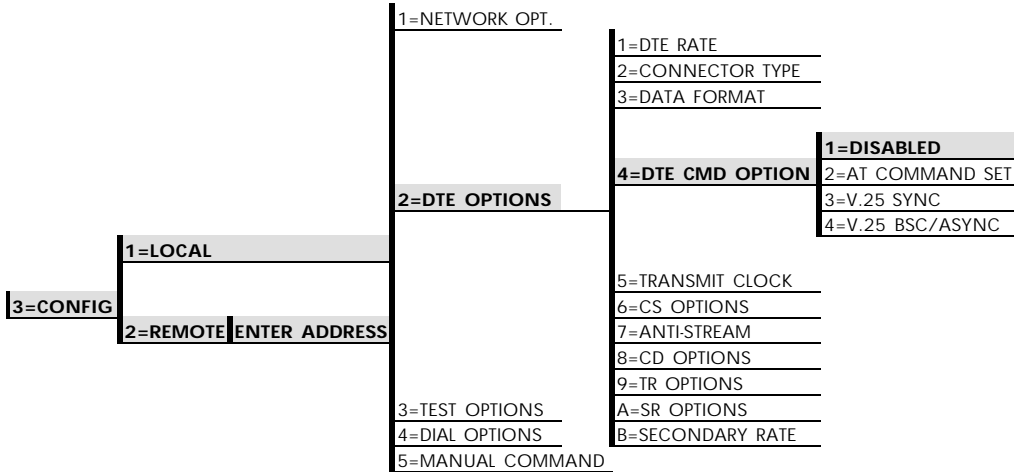 1=NETWORK OPT.
1=DTE RATE
2=CONNECTOR TYPE
3=DATA FORMAT
1=DISABLED
4=DTE CMD OPTION
2=AT COMMAND SET
2=DTE OPTIONS
3=V.25 SYNC
4=V.25 BSC/ASYNC
1=LOCAL
5=TRANSMIT CLOCK
3=CONFIG
6=CS OPTIONS
2=REMOTE ENTER ADDRESS
7=ANTI-STREAM
8=CD OPTIONS
9=TR OPTIONS
3=TEST OPTIONS
A=SR OPTIONS
4=DIAL OPTIONS
B=SECONDARY RATE
5=MANUAL COMMAND